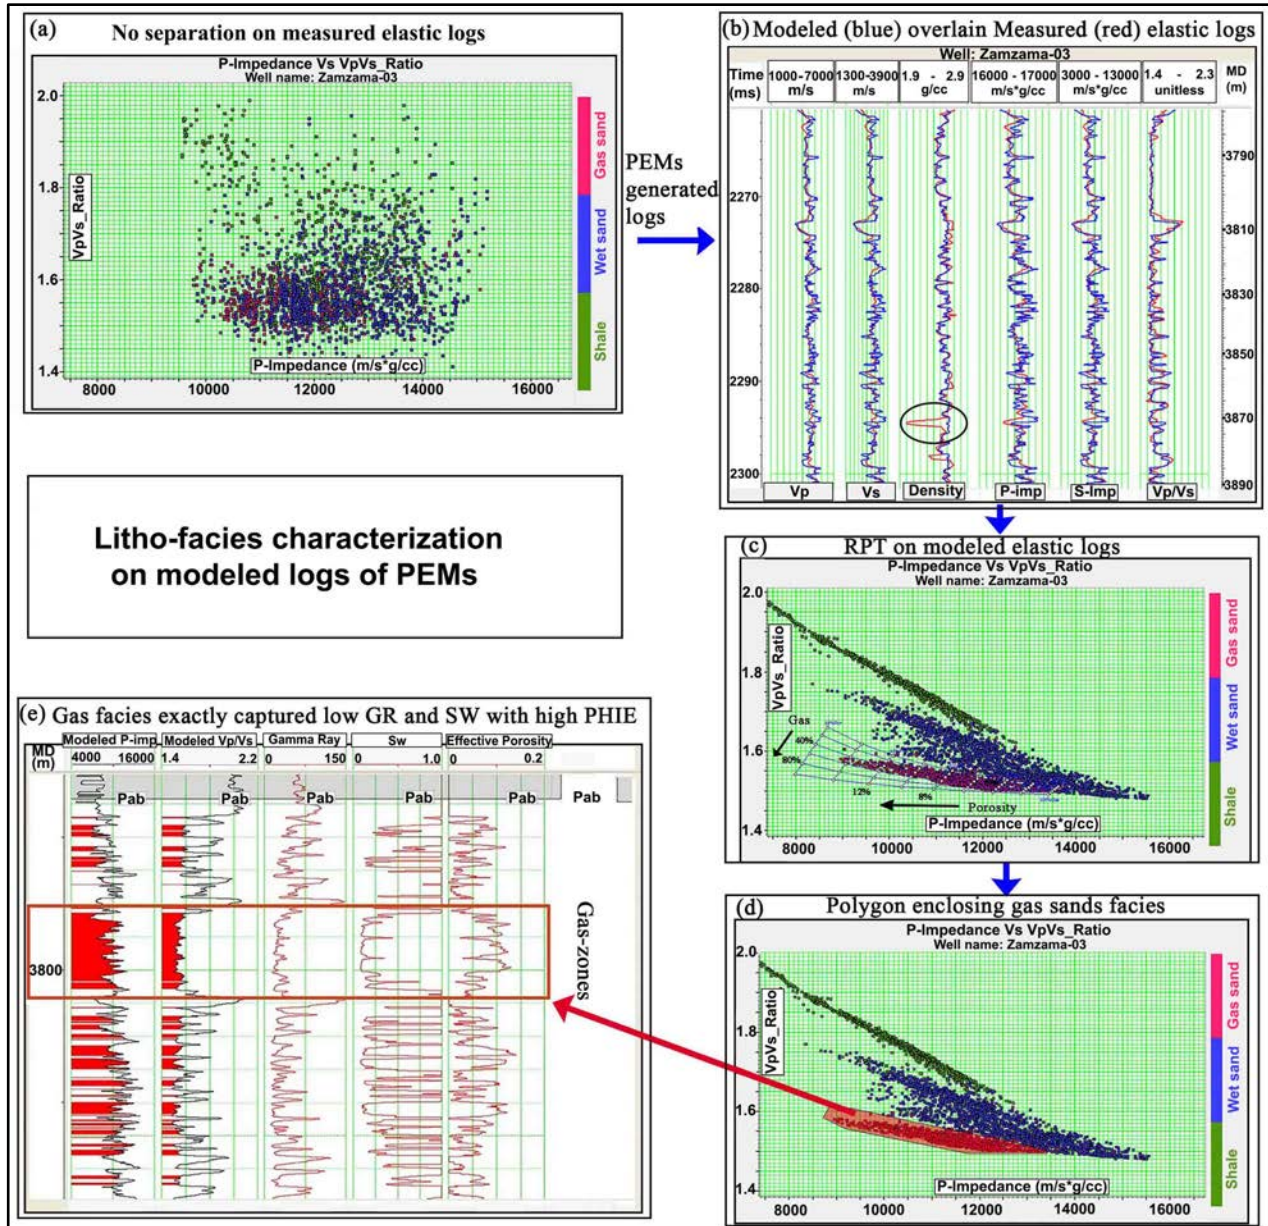 (a) No separation on measured elastic logs
P-Impedance Vs VpVs_Ratio
Well name: Zamzama-03
2.0
1.8
1.6
1.4
VpVs_Ratio
P-Impedance (m/s*g/cc)
8000 10000 12000 14000 16000
Gas sand
Wet sand
Shale
PEMs
generated
logs
(b) Modeled (blue) overlain Measured (red) elastic logs
Well: Zamzama-03
Time 1000-7000 1300-3900 1.9 - 2.9 16000 - 17000 3000 - 13000 1.4 - 2.3 MD
(ms) m/s m/s g/cc m/s*g/cc m/s*g/cc unitless (m)
3790
2270
3810
2280
3830
3850
2290
3870
2300
3890
Vp Vs Density P-imp S-Imp Vp/Vs
Litho-facies characterization
on modeled logs of PEMs
(c) RPT on modeled elastic logs
P-Impedance Vs VpVs_Ratio
Well name: Zamzama-03
2.0
1.8
1.6
1.4
VpVs_Ratio
Gas
40%
80%
12% 8%
Porosity
P-Impedance (m/s*g/cc)
8000 10000 12000 14000 16000
Gas sand
Wet sand
Shale
(e) Gas facies exactly captured low GR and SW with high PHIE
MD Modeled P-imp Modeled Vp/Vs Gamma Ray Sw Effective Porosity
(m) 4000 16000 1.4 2.2 0 150 0 1.0 0 0.2
Pab Pab Pab Pab Pab Pab
3800
Gas-zones
(d) Polygon enclosing gas sands facies
P-Impedance Vs VpVs_Ratio
Well name: Zamzama-03
2.0
1.8
1.6
1.4
VpVs_Ratio
P-Impedance (m/s*g/cc)
8000 10000 12000 14000 16000
Gas sand
Wet sand
Shale